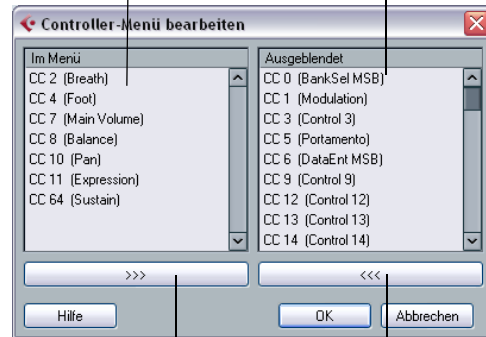 Controller-Menü bearbeiten
Im Menü
CC 2 (Breath)
CC 4 (Foot)
CC 7 (Main Volume)
CC 8 (Balance)
CC 10 (Pan)
CC 11 (Expression)
CC 64 (Sustain)
>>>
Ausgeblendet
CC 0 (BankSel MSB)
CC 1 (Modulation)
CC 3 (Control 3)
CC 5 (Portamento)
CC 6 (DataEnt MSB)
CC 9 (Control 9)
CC 12 (Control 12)
CC 13 (Control 13)
CC 14 (Control 14)
<<<
Hilfe
OK
Abbrechen